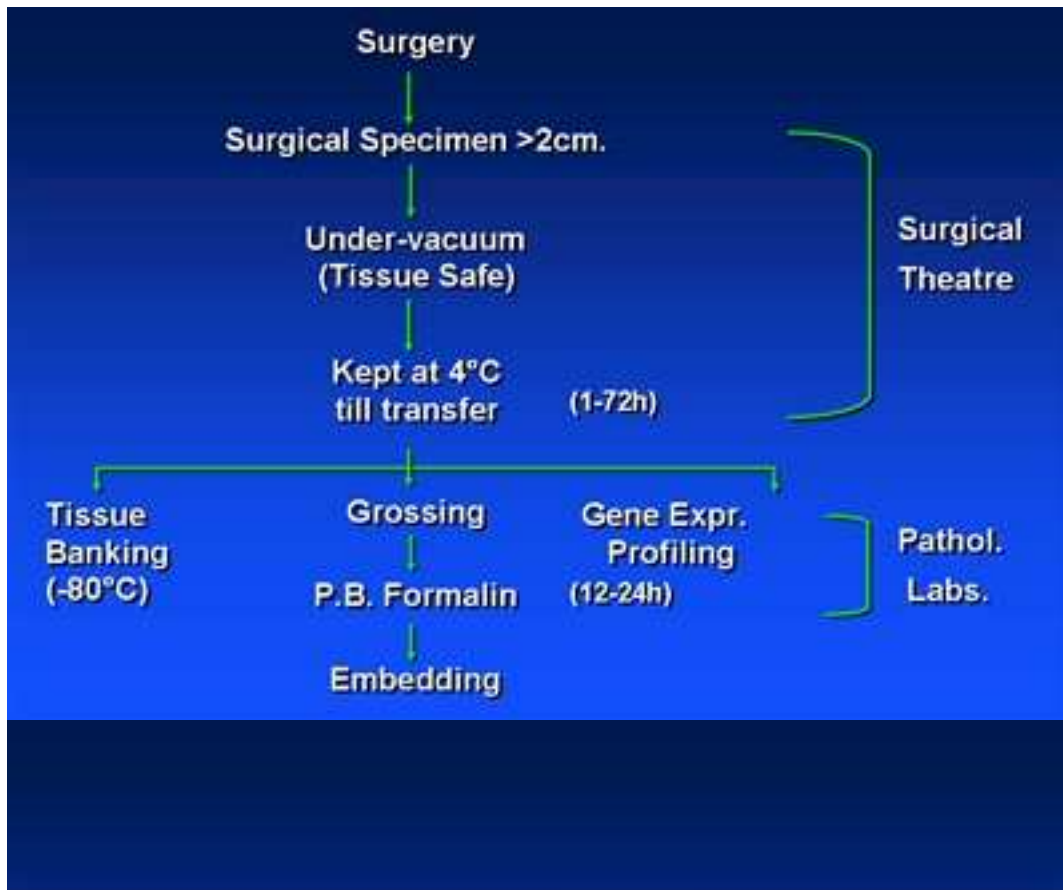 Surgery
Surgical Specimen >2cm.
Under-vacuum
(Tissue Safe)
Surgical
Theatre
Kept at 4°C
till transfer
(1-72h)
Tissue
Banking
(-80°C)
Grossing
P.B. Formalin
Embedding
Gene Expr.
Profiling
(12-24h)
Pathol.
Labs.